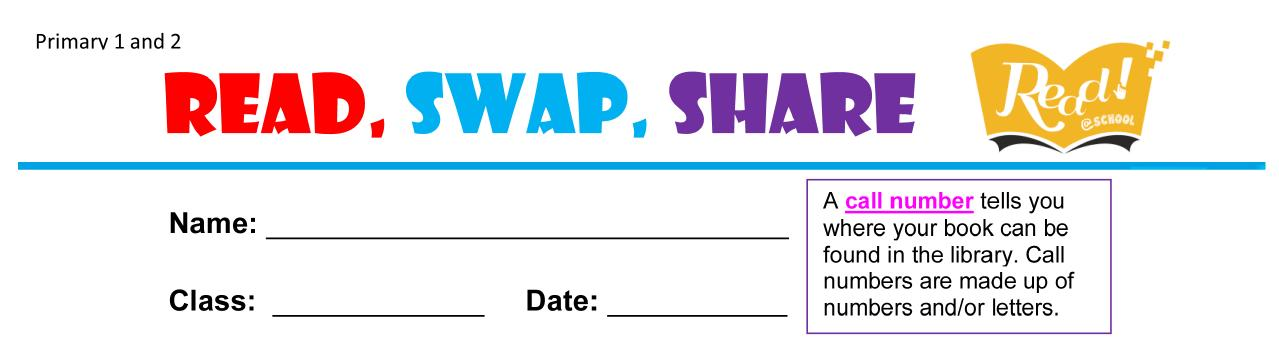 Primary 1 and 2
READ, SWAP, SHARE
Read!
@SCHOOL
Name:
Class: Date:
A call number tells you
where your book can be
found in the library. Call
numbers are made up of
numbers and/or letters.